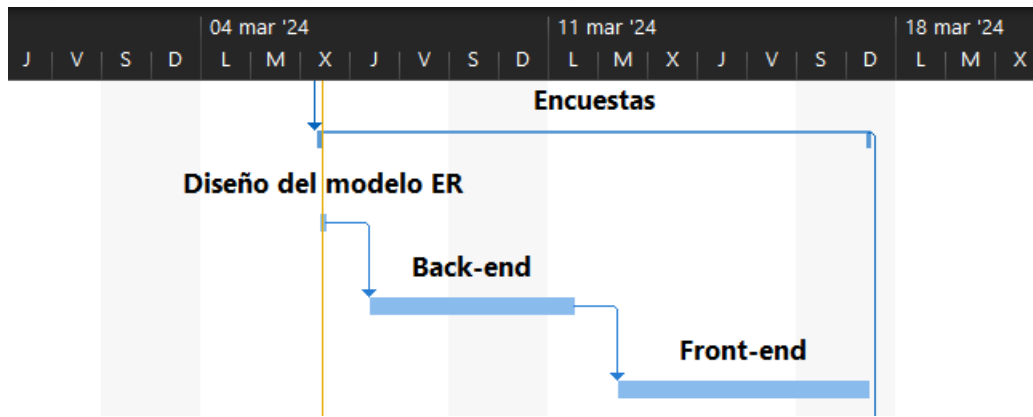 04 mar '24 11 mar '24 18 mar '24
J V S D L M X J V S D L M X J V S D L M X
Encuestas
Diseño del modelo ER
Back-end
Front-end